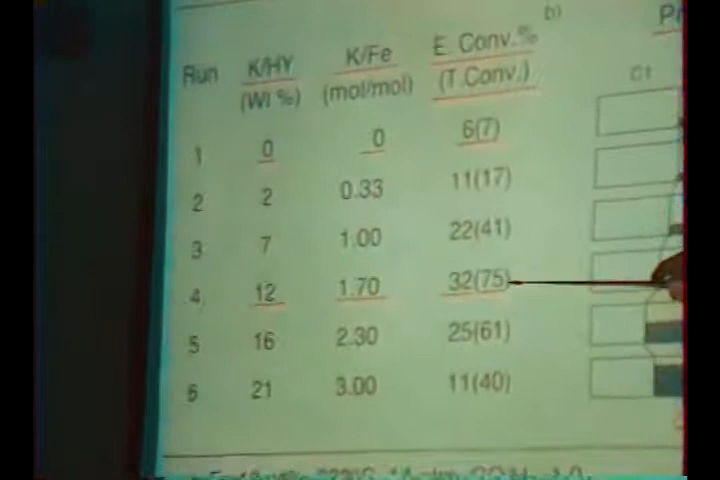 b)
Run K/HY K/Fe E. Conv.%
(Wt %) (mol/mol) (T.Conv.) C1
1 0 0 6(7)
2 2 0.33 11(17)
3 7 1.00 22(41)
4 12 1.70 32(75)
5 16 2.30 25(61)
6 21 3.00 11(40)